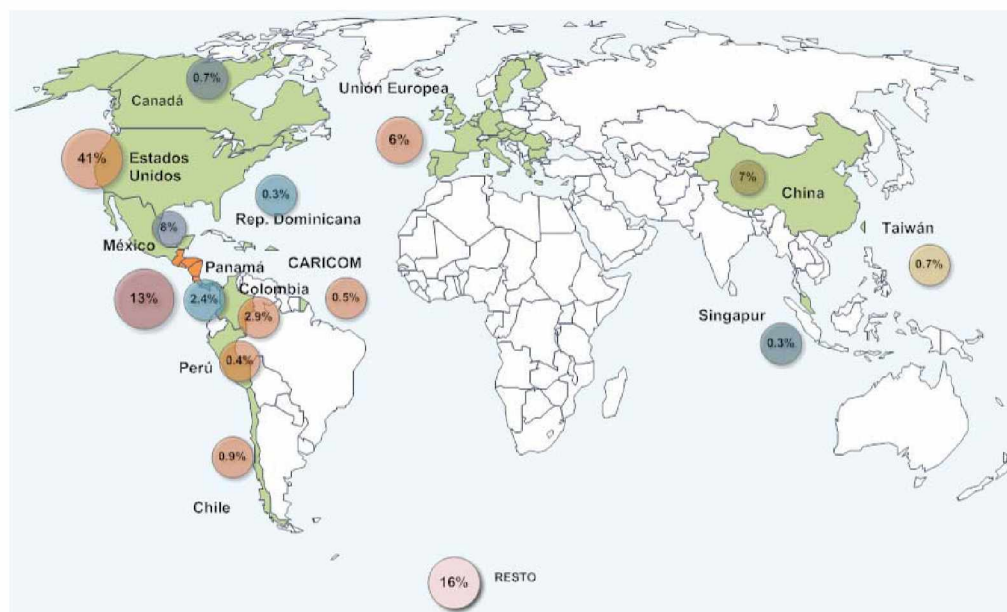 0.7%
Canadá
Unión Europea
6%
41%
Estados
Unidos
0.3%
Rep. Dominicana
8%
México
7%
China
Taiwán
0.7%
Panamá
CARICOM
13%
2.4%
Colombia
2.9%
0.5%
Singapur
0.3%
Perú
0.4%
0.9%
Chile
16%
RESTO